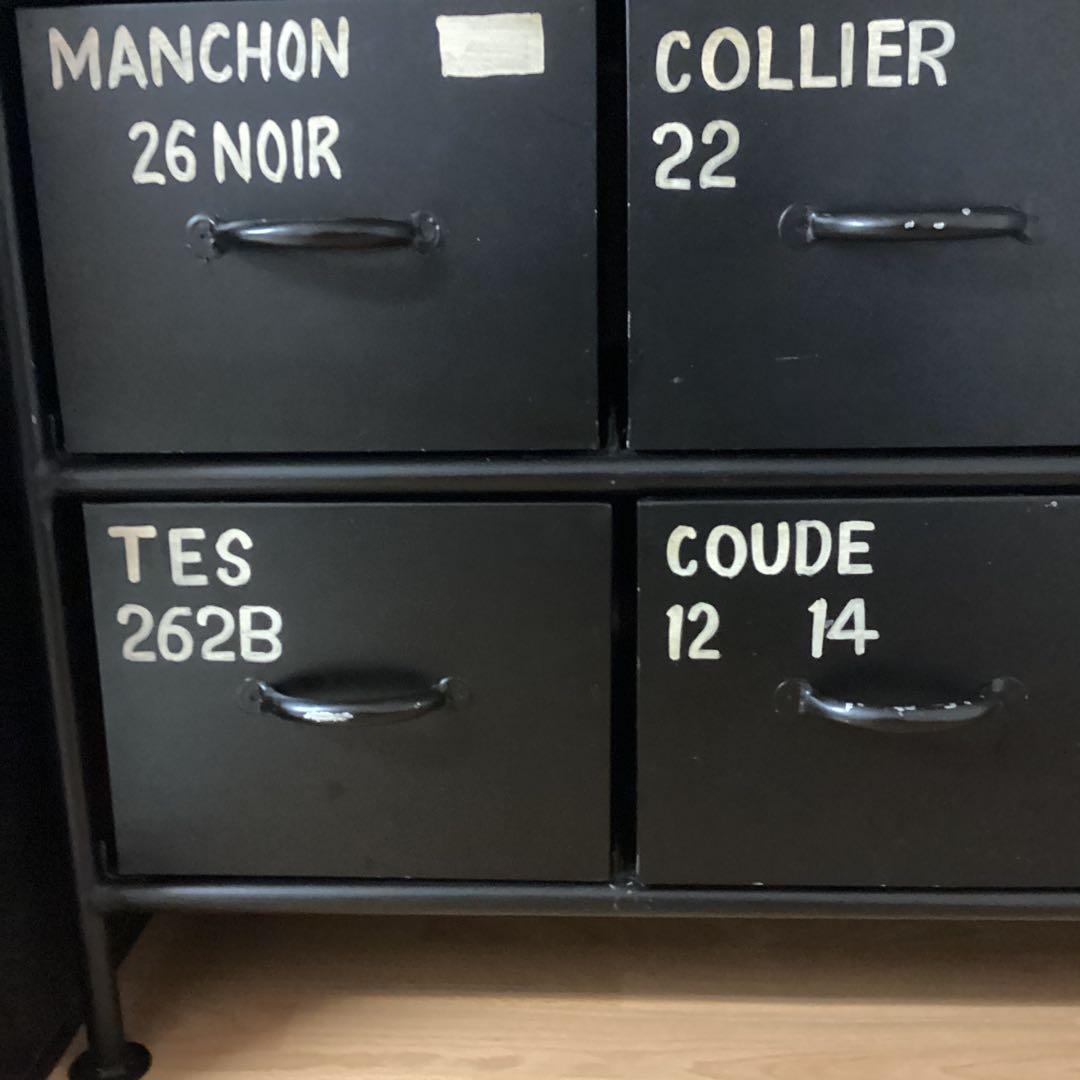 MANCHON
26 NOIR
COLLIER
22
TES
262B
COUDE
12 14